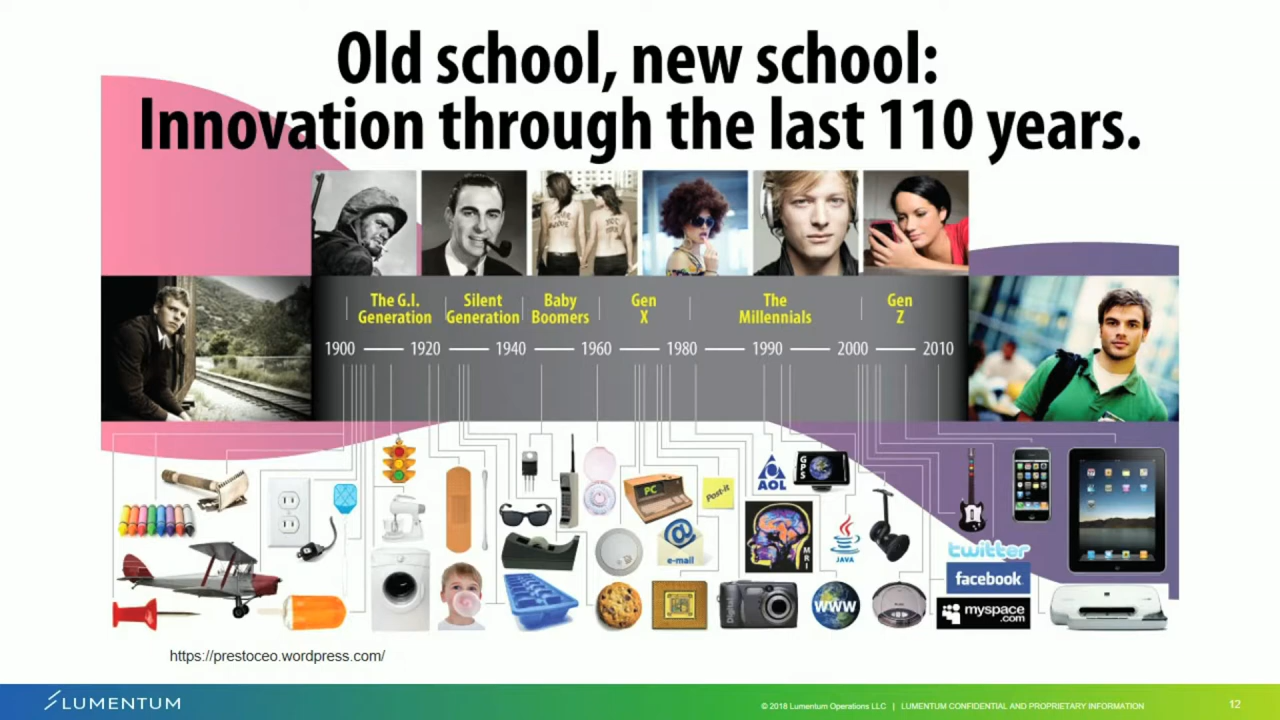 Old school, new school:
Innovation through the last 110 years.
The G.I.
Generation
Silent
Generation
Baby
Boomers
Gen
X
The
Millennials
Gen
Z
1900
1920
1940
1960
1980
1990
2000
2010
PC
Post-it
AOL
GPS
@
e-mail
MRI
JAVA
Digital
WWW
twitter
facebook
myspace
.com
https://prestoceo.wordpress.com/
LUMENTUM
© 2018 Lumentum Operations LLC | LUMENTUM CONFIDENTIAL AND PROPRIETARY INFORMATION
12